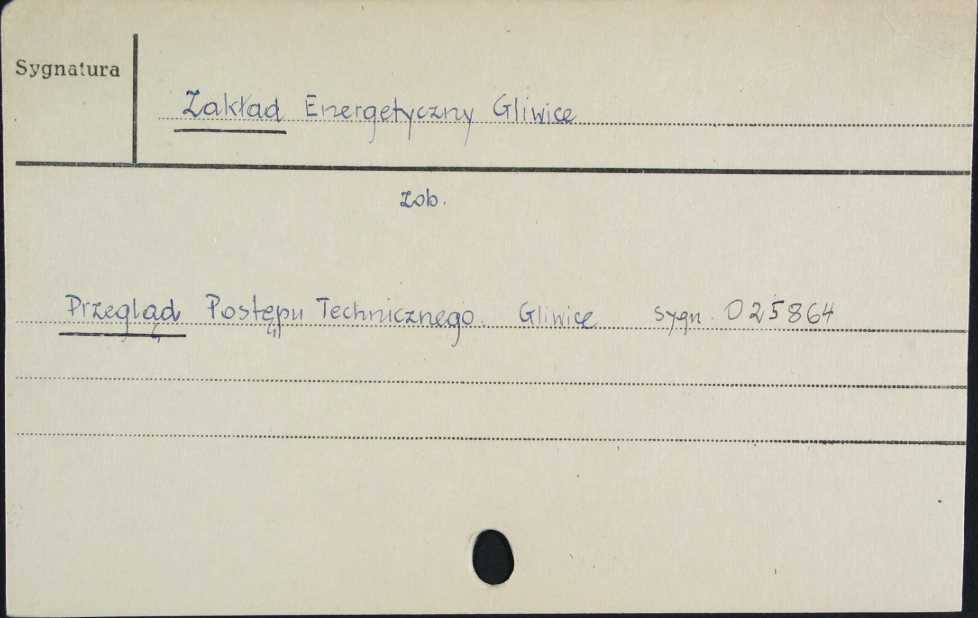 Sygnatura
Zakład Energetyczny Gliwice
Zob.
Przegląd Postępu Technicznego. Gliwice Sygn. 025864